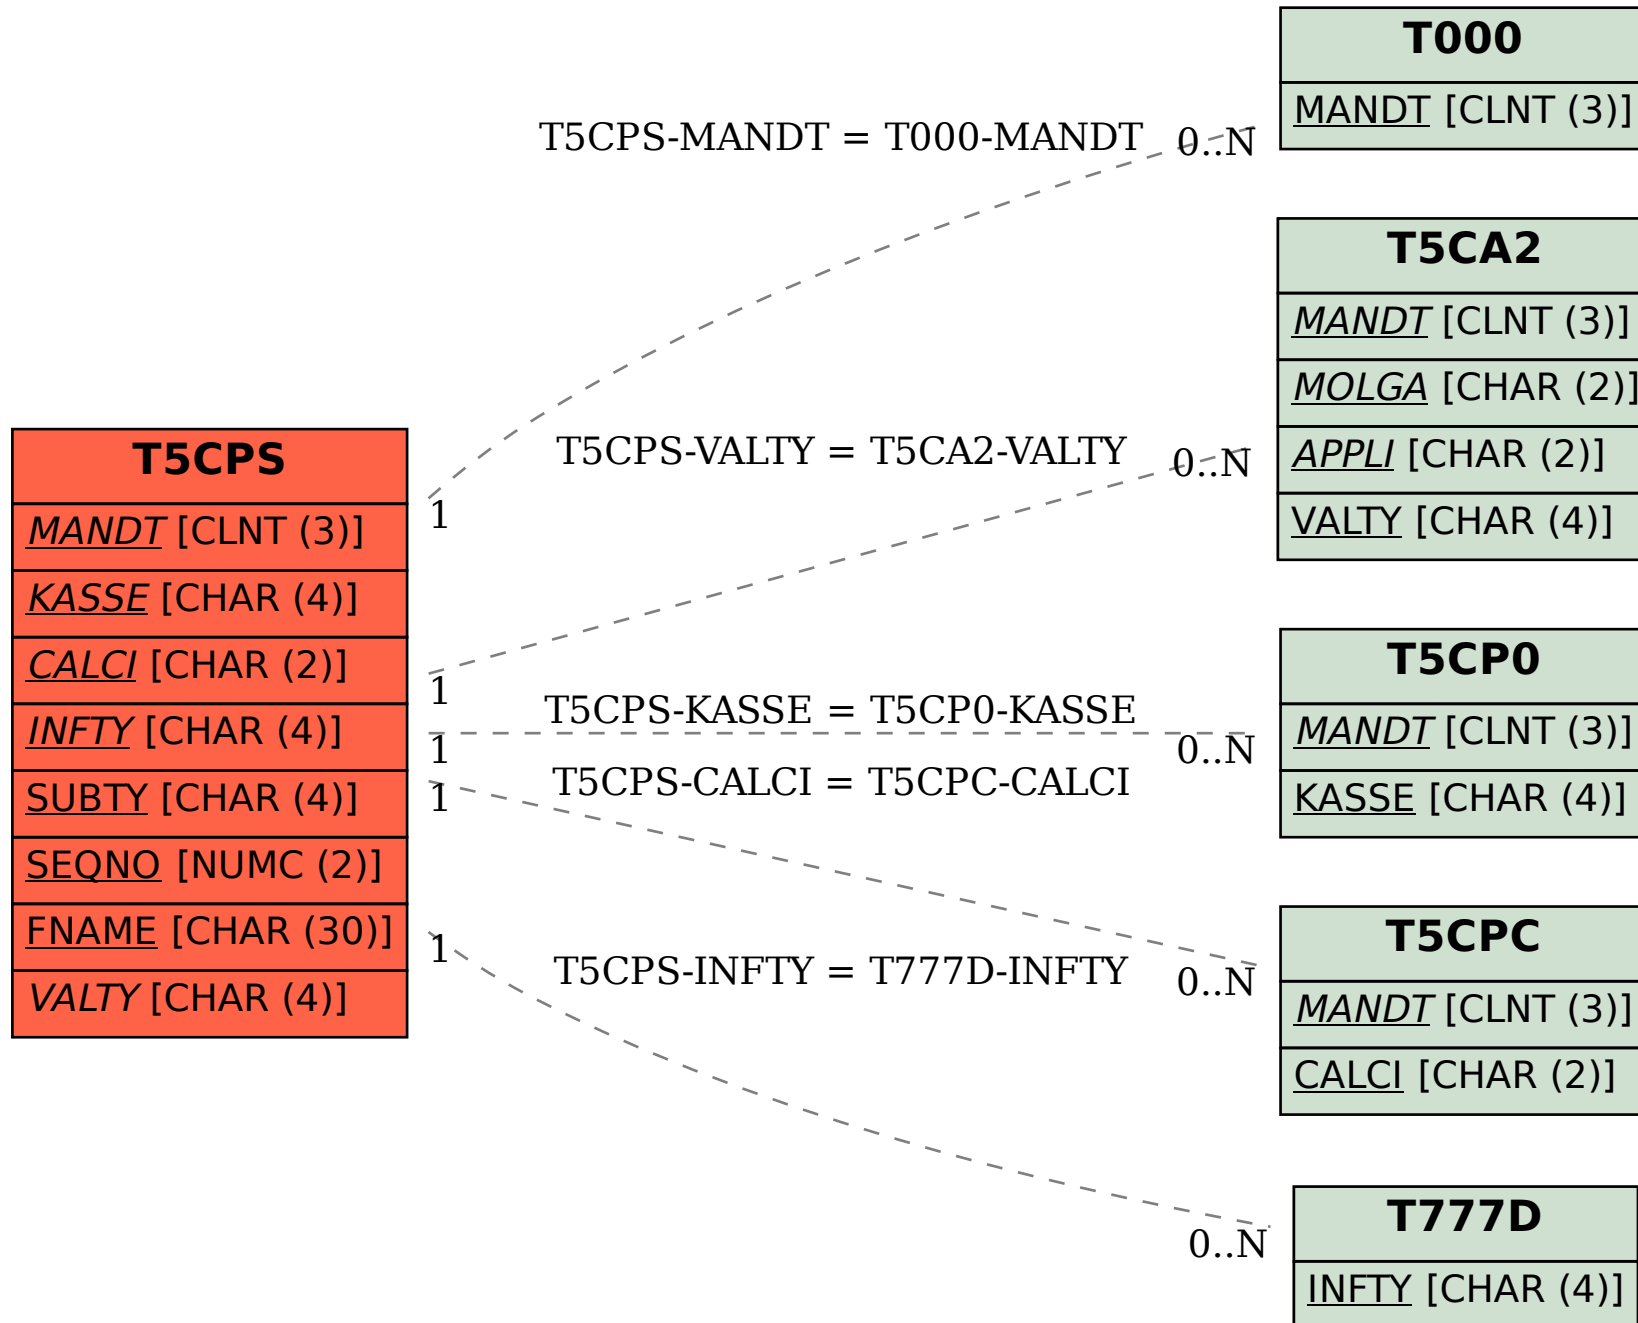 T000
MANDT [CLNT (3)]
T5CPS-MANDT = T000-MANDT
0..N
T5CA2
MANDT [CLNT (3)]
MOLGA [CHAR (2)]
APPLI [CHAR (2)]
VALTY [CHAR (4)]
T5CPS-VALTY = T5CA2-VALTY
0..N
T5CPS
MANDT [CLNT (3)]
KASSE [CHAR (4)]
CALCI [CHAR (2)]
INFTY [CHAR (4)]
SUBTY [CHAR (4)]
SEQNO [NUMC (2)]
FNAME [CHAR (30)]
VALTY [CHAR (4)]
1
1
1
1
1
T5CPS-KASSE = T5CP0-KASSE
0..N
T5CP0
MANDT [CLNT (3)]
KASSE [CHAR (4)]
T5CPS-CALCI = T5CPC-CALCI
0..N
T5CPC
MANDT [CLNT (3)]
CALCI [CHAR (2)]
T5CPS-INFTY = T777D-INFTY
0..N
T777D
INFTY [CHAR (4)]